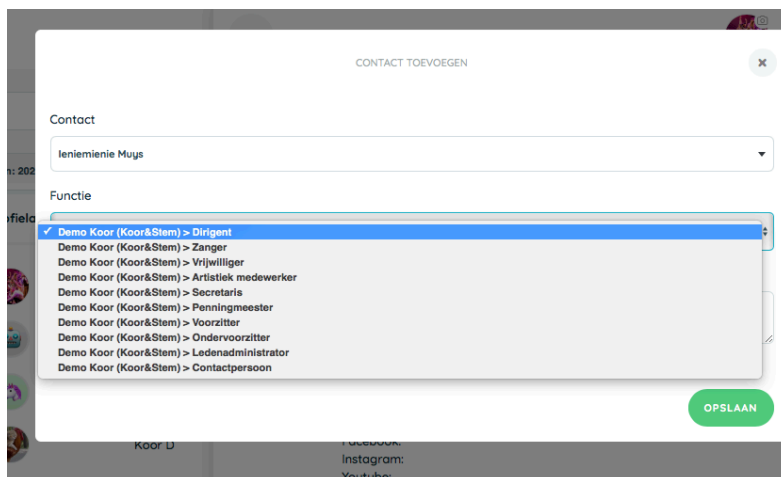 CONTACT TOEVOEGEN
Contact
Ieniemienie Muys
n: 202
Functie
ofiela
✓ Demo Koor (Koor&Stem) > Dirigent
Demo Koor (Koor&Stem) > Zanger
Demo Koor (Koor&Stem) > Vrijwilliger
Demo Koor (Koor&Stem) > Artistiek medewerker
Demo Koor (Koor&Stem) > Secretaris
Demo Koor (Koor&Stem) > Penningmeester
Demo Koor (Koor&Stem) > Voorzitter
Demo Koor (Koor&Stem) > Ondervoorzitter
Demo Koor (Koor&Stem) > Ledenadministrator
Demo Koor (Koor&Stem) > Contactpersoon
OPSLAAN
Koor D
Facebook:
Instagram:
Youtube: